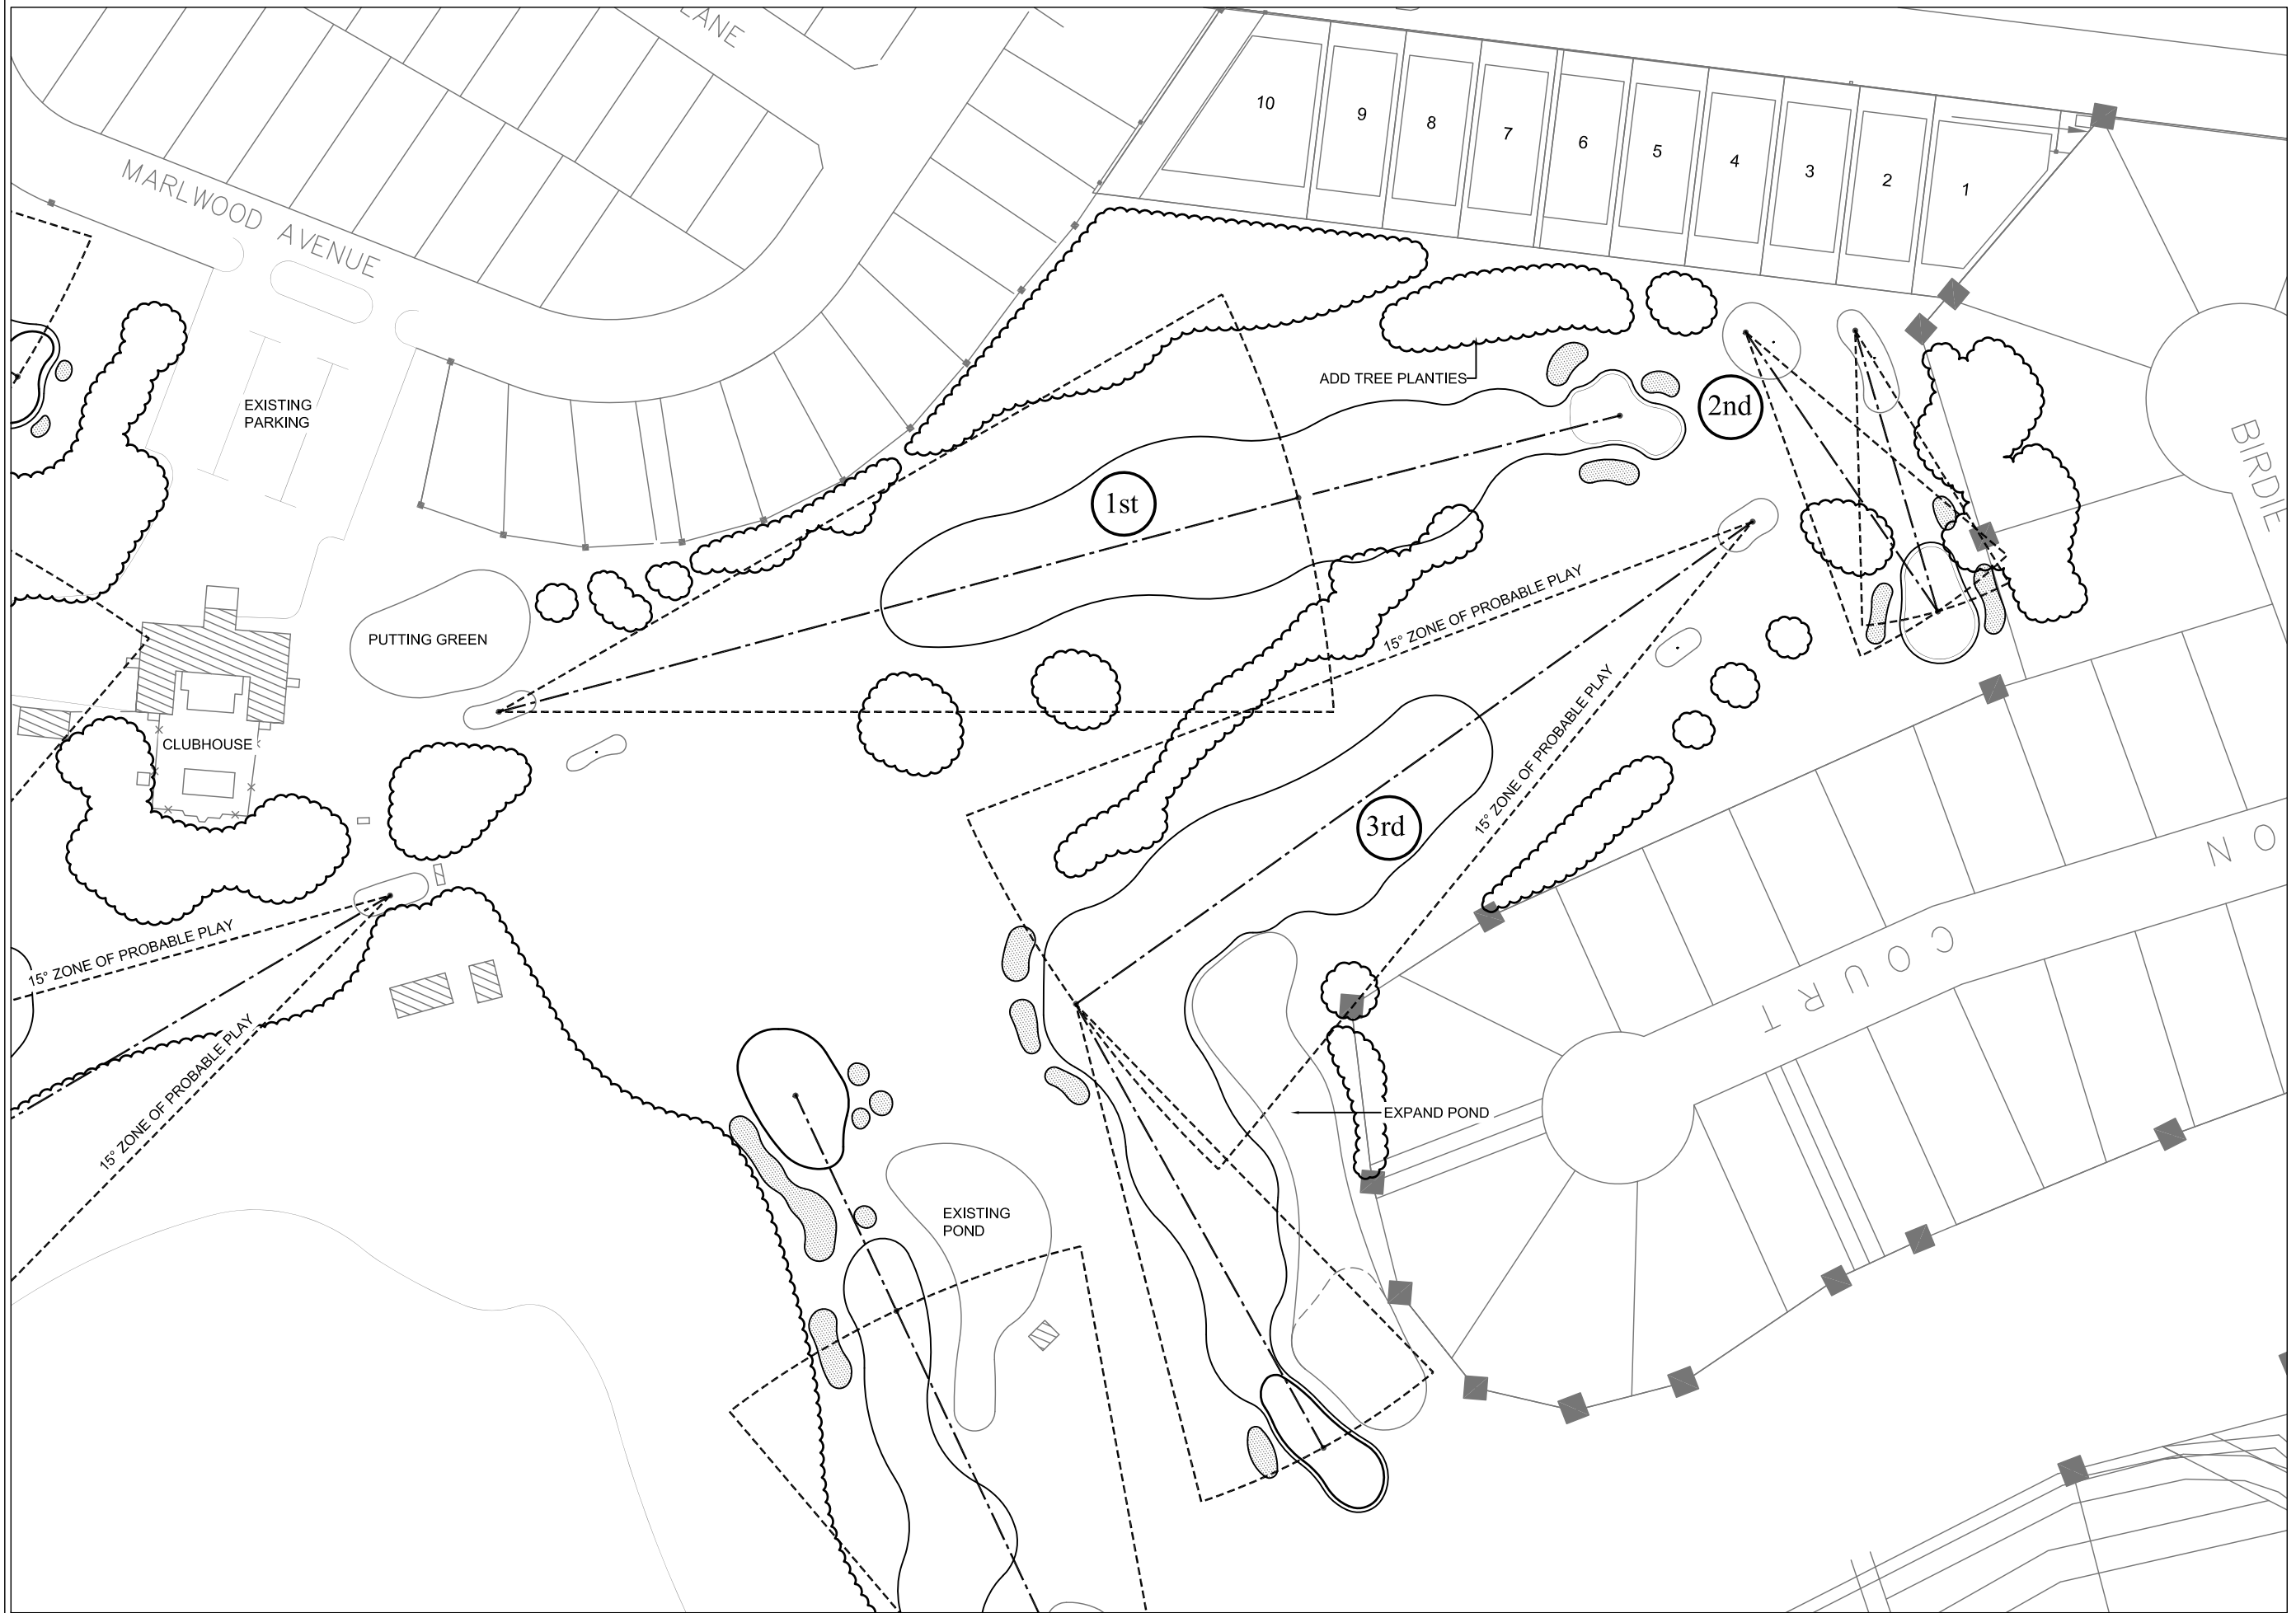 LANE
10
9
8
7
6
5
4
3
2
1
MARLWOOD AVENUE
ADD TREE PLANTIES
EXISTING
PARKING
2nd
BIRDIE
1st
15° ZONE OF PROBABLE PLAY
PUTTING GREEN
15° ZONE OF PROBABLE PLAY
CLUBHOUSE
3rd
ON
COURT
15° ZONE OF PROBABLE PLAY
15° ZONE OF PROBABLE PLAY
EXPAND POND
EXISTING
POND